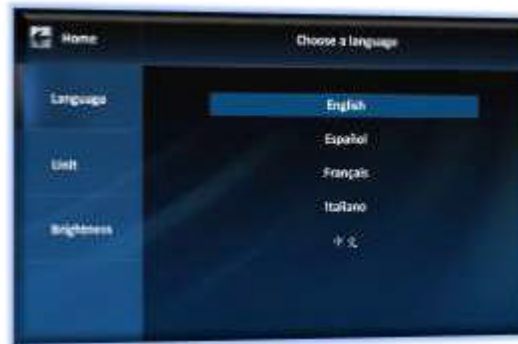 Home
Choose a language
Language
Unit
Brightness
English
Español
Français
Italiano
中文